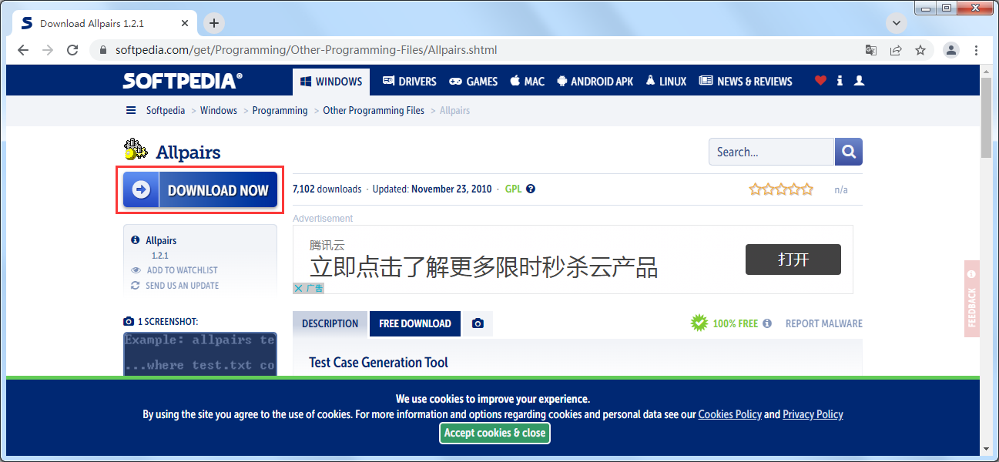 Download Allpairs 1.2.1
softpedia.com/get/Programming/Other-Programming-Files/Allpairs.shtml
SOFTPEDIA®
WINDOWS DRIVERS GAMES MAC ANDROID APK LINUX NEWS & REVIEWS
Softpedia > Windows > Programming > Other Programming Files > Allpairs
Allpairs
Search...
DOWNLOAD NOW
7,102 downloads · Updated: November 23, 2010 · GPL ?
n/a
Advertisement
腾讯云
立即点击了解更多限时秒杀云产品
打开
广告
Allpairs
1.2.1
ADD TO WATCHLIST
SEND US AN UPDATE
1 SCREENSHOT:
Example: allpairs te
...where test.txt co
DESCRIPTION FREE DOWNLOAD
100% FREE REPORT MALWARE
FEEDBACK
Test Case Generation Tool
We use cookies to improve your experience.
By using the site you agree to the use of cookies. For more information and options regarding cookies and personal data see our Cookies Policy and Privacy Policy
Accept cookies & close